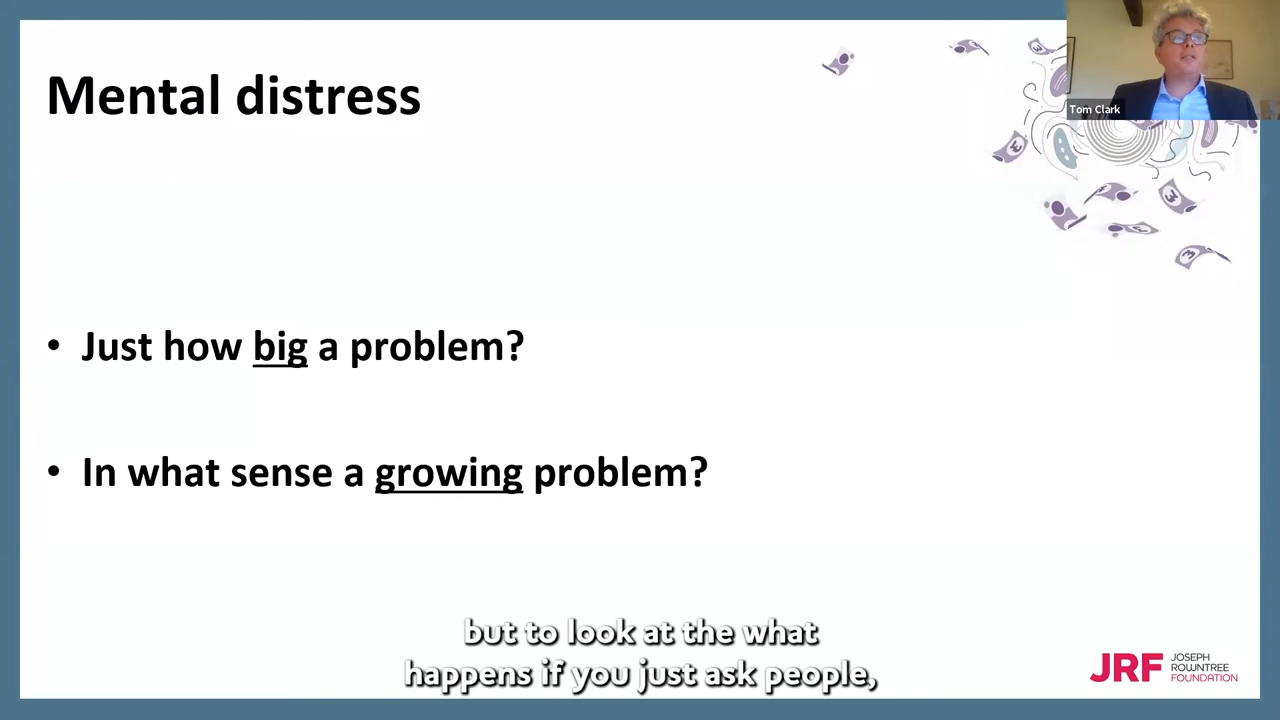 Mental distress
Tom Clark
• Just how big a problem?
• In what sense a growing problem?
but to look at the what
happens if you just ask people,
JRF JOSEPH
ROUNTREE
FOUNDATION